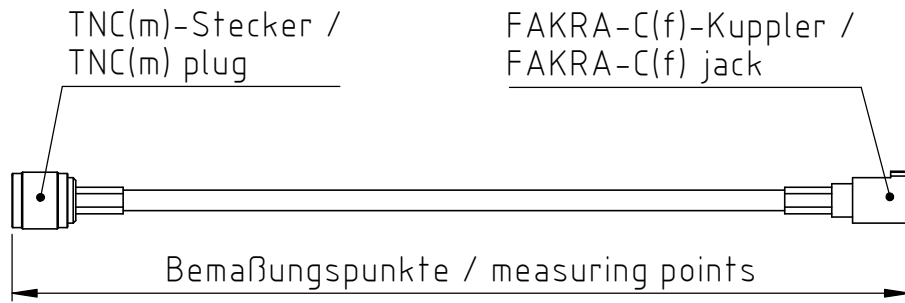 TNC(m)-Stecker /
TNC(m) plug
FAKRA-C(f)-Kuppler /
FAKRA-C(f) jack
Bemaßungspunkte / measuring points